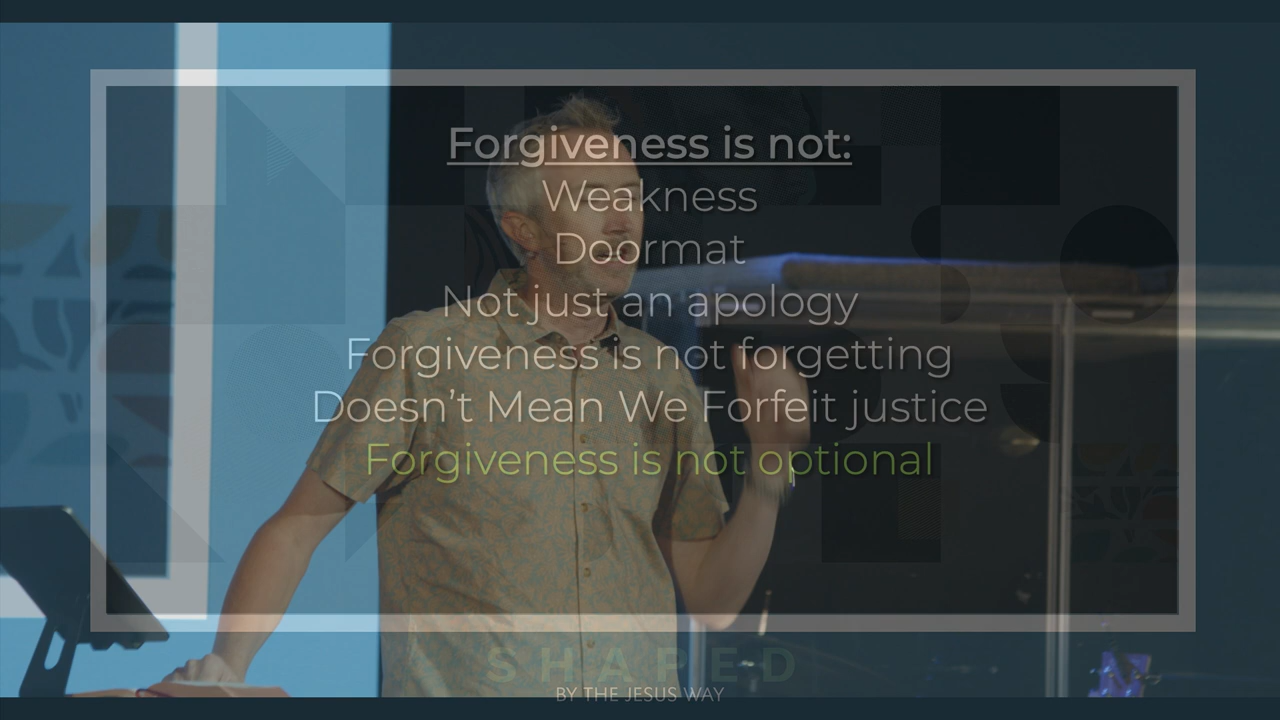 Forgiveness is not:
Weakness
Doormat
Not just an apology
Forgiveness is not forgetting
Doesn't Mean We Forfeit justice
Forgiveness is not optional
SHAPED
BY THE JESUS WAY